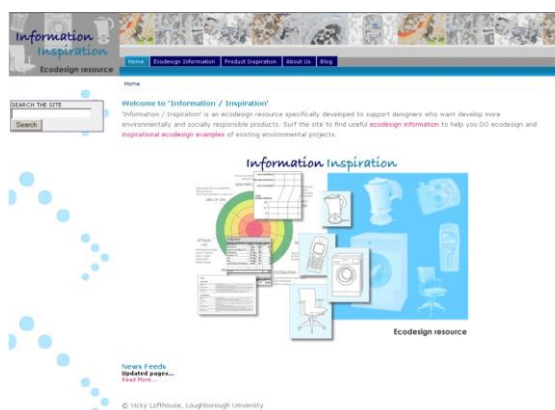 Information
Inspiration
Ecodesign resource
Home
Ecodesign Information
Product Inspiration
About Us
Blog
Home
SEARCH THE SITE
Search
Welcome to 'Information / Inspiration'
'Information / Inspiration' is an ecodesign resource specifically developed to support designers who want develop more
environmentally and socially responsible products. Surf the site to find useful ecodesign information to help you DO ecodesign and
inspirational ecodesign examples of existing environmental projects.
Information Inspiration
Ecodesign resource
News Feeds
Updated pages...
Read More...
© Vicky Lofthouse, Loughborough University